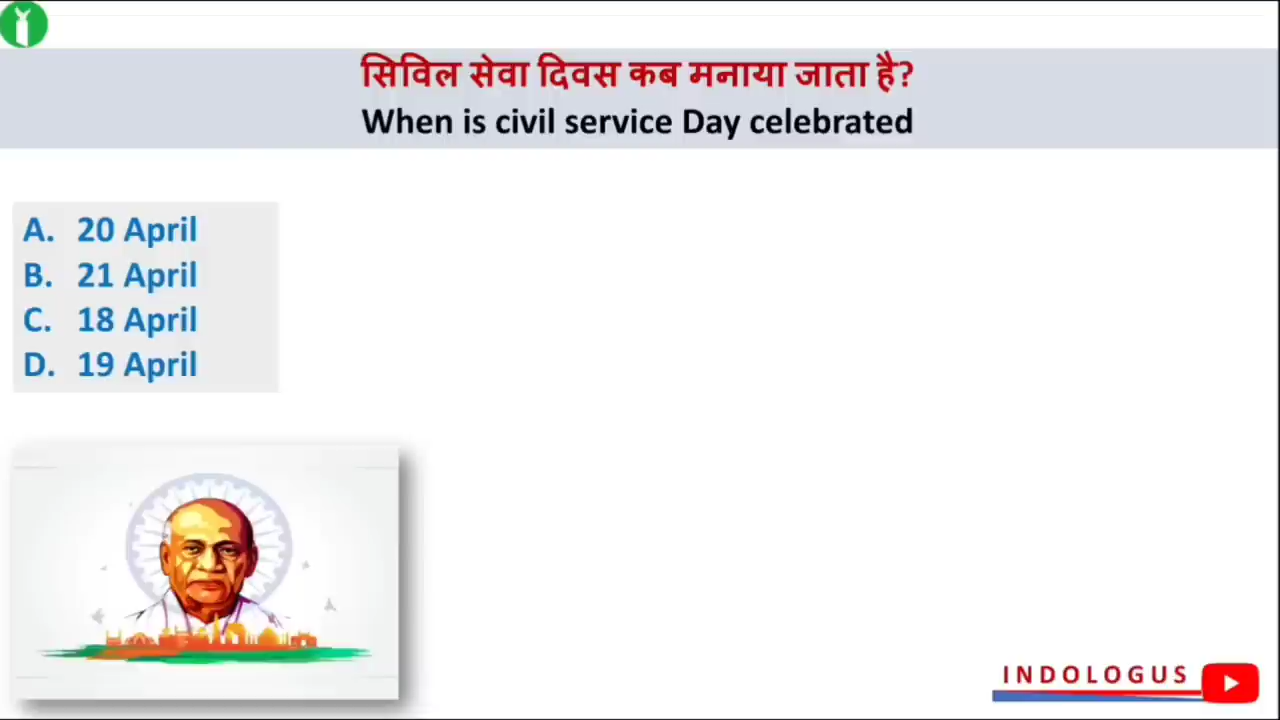 सिविल सेवा दिवस कब मनाया जाता है?
When is civil service Day celebrated
A. 20 April
B. 21 April
C. 18 April
D. 19 April
INDOLOGUS